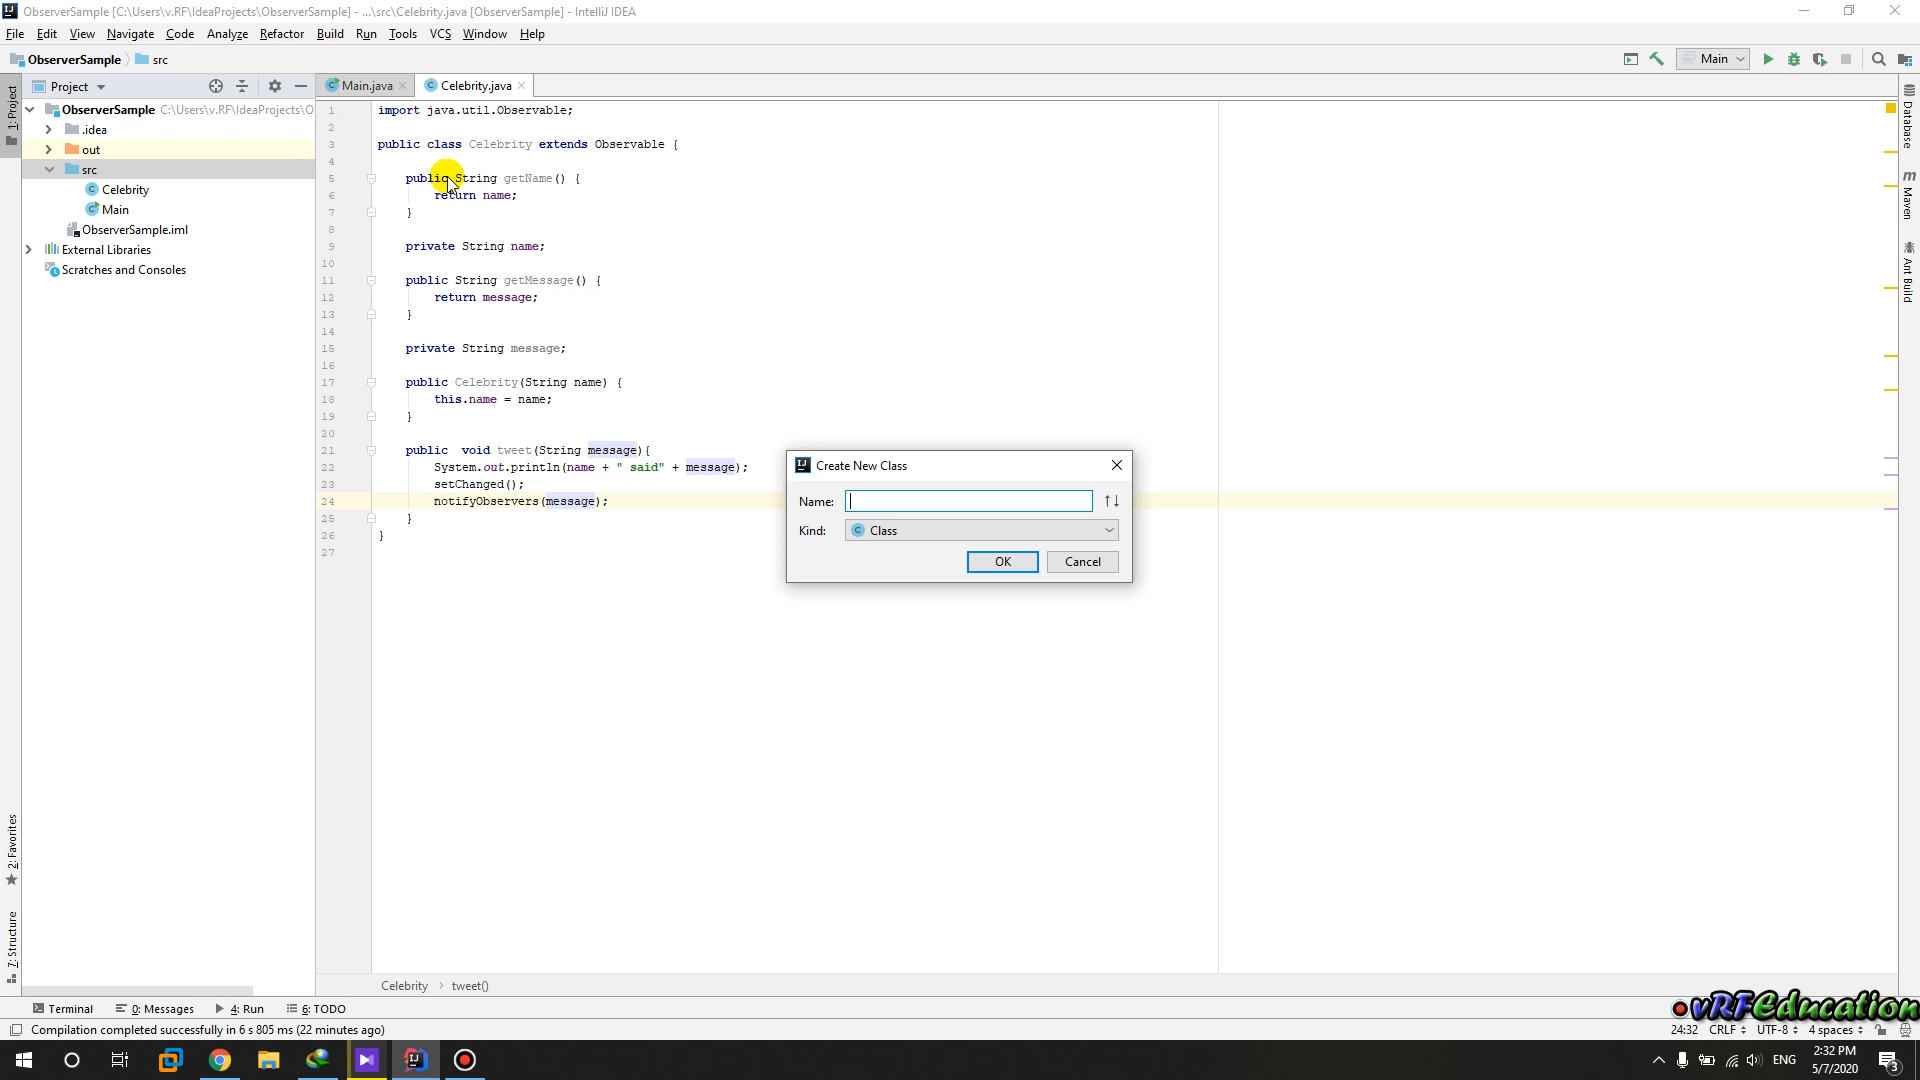 ObserverSample [C:\Users\v.RF\IdeaProjects\ObserverSample] - ...\src\Celebrity.java [ObserverSample] - IntelliJ IDEA
File Edit View Navigate Code Analyze Refactor Build Run Tools VCS Window Help
ObserverSample src
Main
Project
Main.java
Celebrity.java
1: Project
ObserverSample C:\Users\v.RF\IdeaProjects\O
.idea
out
src
Celebrity
Main
ObserverSample.iml
External Libraries
Scratches and Consoles
2: Favorites
7: Structure
1 import java.util.Observable;
2
3 public class Celebrity extends Observable {
4
5 public String getName() {
6 return name;
7 }
8
9 private String name;
10
11 public String getMessage() {
12 return message;
13 }
14
15 private String message;
16
17 public Celebrity(String name) {
18 this.name = name;
19 }
20
21 public  void tweet(String message){
22 System.out.println(name + " said" + message);
23 setChanged();
24 notifyObservers(message);
25 }
26 }
27
Create New Class
Name:
Kind: C Class
OK Cancel
Database
m Maven
Ant Build
Celebrity › tweet()
Terminal 0: Messages 4: Run 6: TODO
vRFEducation
Compilation completed successfully in 6 s 805 ms (22 minutes ago)
24:32 CRLF UTF-8 4 spaces
ENG
2:32 PM
5/7/2020
3